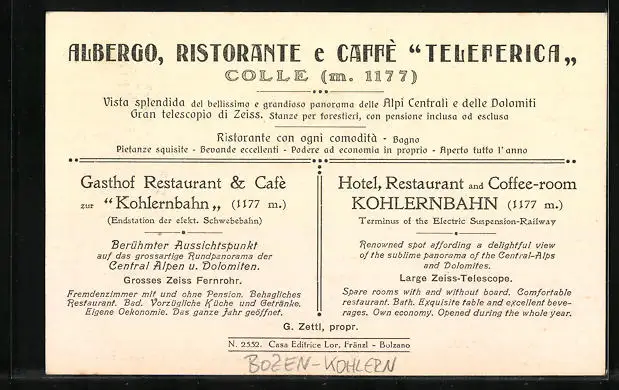 ALBERGO, RISTORANTE e CAFFÈ “TELEFERICA„
COLLE (m. 1177)
Vista splendida del bellissimo e grandioso panorama delle Alpi Centrali e delle Dolomiti
Gran telescopio di Zeiss. Stanze per forestieri, con pensione inclusa od esclusa
Ristorante con ogni comodità - Bagno
Pietanze squisite - Bevande eccellenti - Podere ad economia in proprio - Aperto tutto l'anno
Gasthof Restaurant & Cafè
zur “Kohlernbahn„ (1177 m.)
(Endstation der elekt. Schwebebahn)
Berühmter Aussichtspunkt
auf das grossartige Rundpanorama der
Central Alpen u. Dolomiten.
Grosses Zeiss Fernrohr.
Fremdenzimmer mit und ohne Pension. Behagliches
Restaurant. Bad. Vorzügliche Küche und Getränke.
Eigene Oekonomie. Das ganze Jahr geöffnet.
Hotel, Restaurant and Coffee-room
KOHLERNBAHN (1177 m.)
Terminus of the Electric Suspension-Railway
Renowned spot affording a delightful view
of the sublime panorama of the Central-Alps
and Dolomites.
Large Zeiss-Telescope.
Spare rooms with and without board. Comfortable
restaurant. Bath. Exquisite table and excellent beve-
rages. Own economy. Opened during the whole year.
G. Zettl, propr.
N. 2552. Casa Editrice Lor. Fränzl - Bolzano
BOZEN-KOHLERN